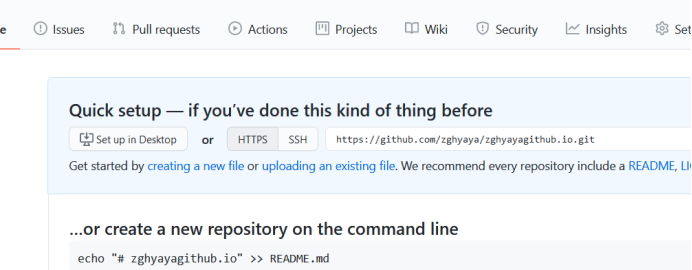 e Issues Pull requests Actions Projects Wiki Security Insights Set
Quick setup — if you've done this kind of thing before
Set up in Desktop or HTTPS SSH https://github.com/zghyaya/zghyayagithub.io.git
Get started by creating a new file or uploading an existing file. We recommend every repository include a README, LI
...or create a new repository on the command line
echo "# zghyayagithub.io" >> README.md